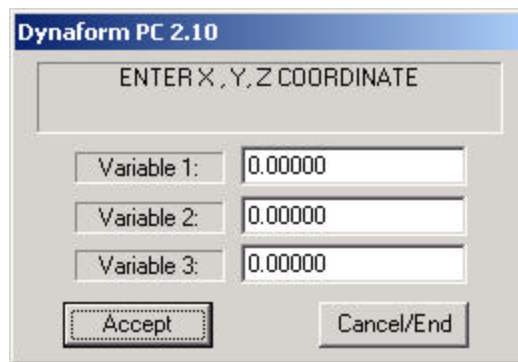 Dynaform PC 2.10
ENTER X , Y, Z COORDINATE
Variable 1: 0.00000
Variable 2: 0.00000
Variable 3: 0.00000
Accept Cancel/End